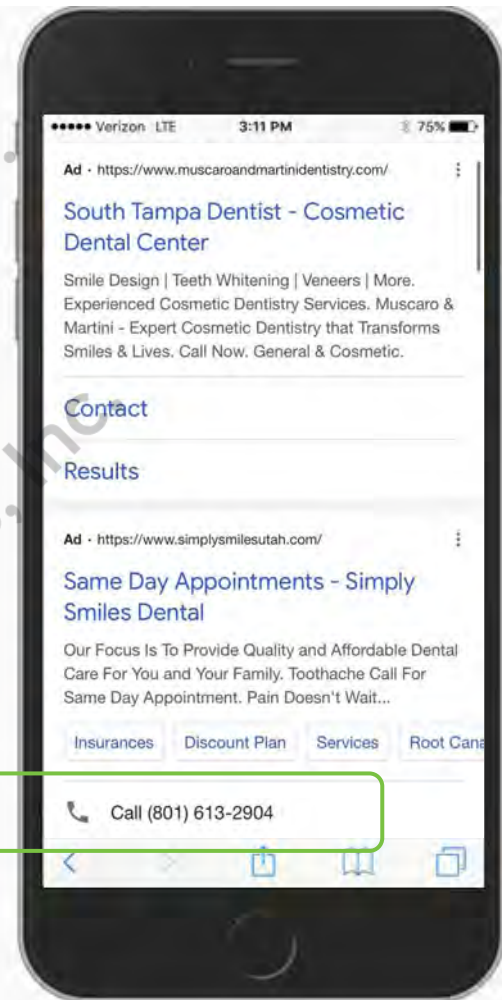 Verizon LTE 3:11 PM 75%
Ad · https://www.muscaroandmartinidentistry.com/
South Tampa Dentist - Cosmetic
Dental Center
Smile Design | Teeth Whitening | Veneers | More.
Experienced Cosmetic Dentistry Services. Muscaro &
Martini - Expert Cosmetic Dentistry that Transforms
Smiles & Lives. Call Now. General & Cosmetic.
Contact
Results
Ad · https://www.simplysmilesutah.com/
Same Day Appointments - Simply
Smiles Dental
Our Focus Is To Provide Quality and Affordable Dental
Care For You and Your Family. Toothache Call For
Same Day Appointment. Pain Doesn't Wait...
Insurances Discount Plan Services Root Cana
Call (801) 613-2904
, Inc.